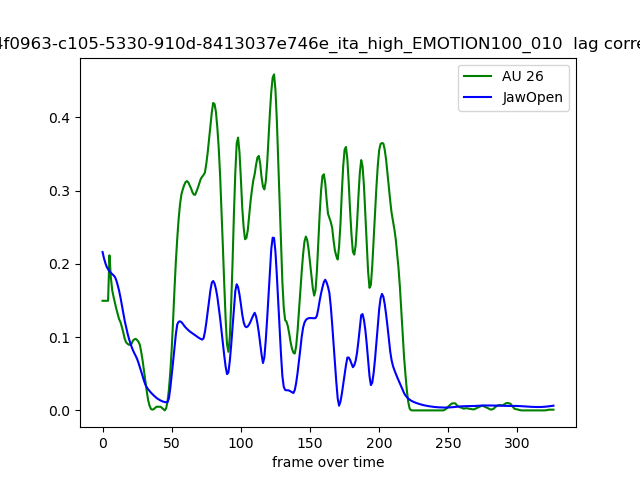 4f0963-c105-5330-910d-8413037e746e_ita_high_EMOTION100_010 lag corre
AU 26
JawOpen
0.4
0.3
0.2
0.1
0.0
0 50 100 150 200 250 300
frame over time